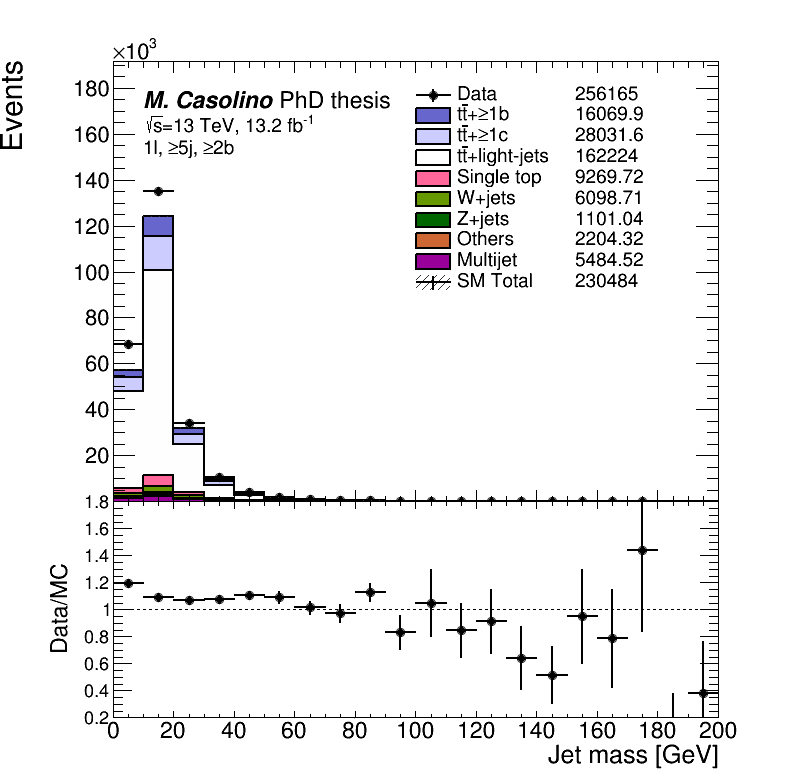 ×10³
Events
180
160
140
120
100
80
60
40
20
M. Casolino PhD thesis
√s=13 TeV, 13.2 fb⁻¹
1l, ≥5j, ≥2b
Data 256165
tt̄+≥1b 16069.9
tt̄+≥1c 28031.6
tt̄+light-jets 162224
Single top 9269.72
W+jets 6098.71
Z+jets 1101.04
Others 2204.32
Multijet 5484.52
SM Total 230484
Data/MC
1.8
1.6
1.4
1.2
1
0.8
0.6
0.4
0.2
0 20 40 60 80 100 120 140 160 180 200
Jet mass [GeV]